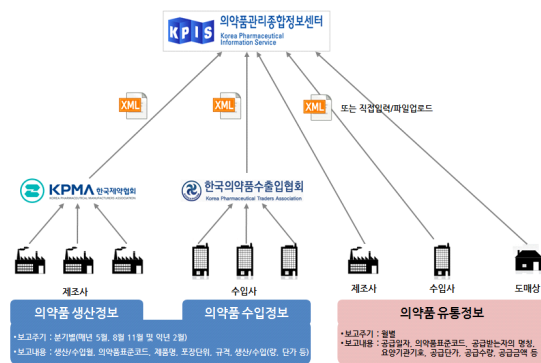 KPIS
의약품관리종합정보센터
Korea Pharmaceutical
Information Service
XML
XML
XML
또는 직접입력/파일업로드
KPMA 한국제약협회
KOREA PHARMACEUTICAL MANUFACTURERS ASSOCIATION
한국의약품수출입협회
Korea Pharmaceutical Traders Association
제조사
수입사
제조사
수입사
도매상
의약품 생산정보
의약품 수입정보
의약품 유통정보
• 보고주기 : 분기별(매년 5월, 8월 11월 및 익년 2월)
• 보고내용 : 생산/수입월, 의약품표준코드, 제품명, 포장단위, 규격, 생산/수입(량, 단가 등)
• 보고주기 : 월별
• 보고내용 : 공급일자, 의약품표준코드, 공급받는자의 명칭,
요양기관기호, 공급단가, 공급수량, 공급금액 등